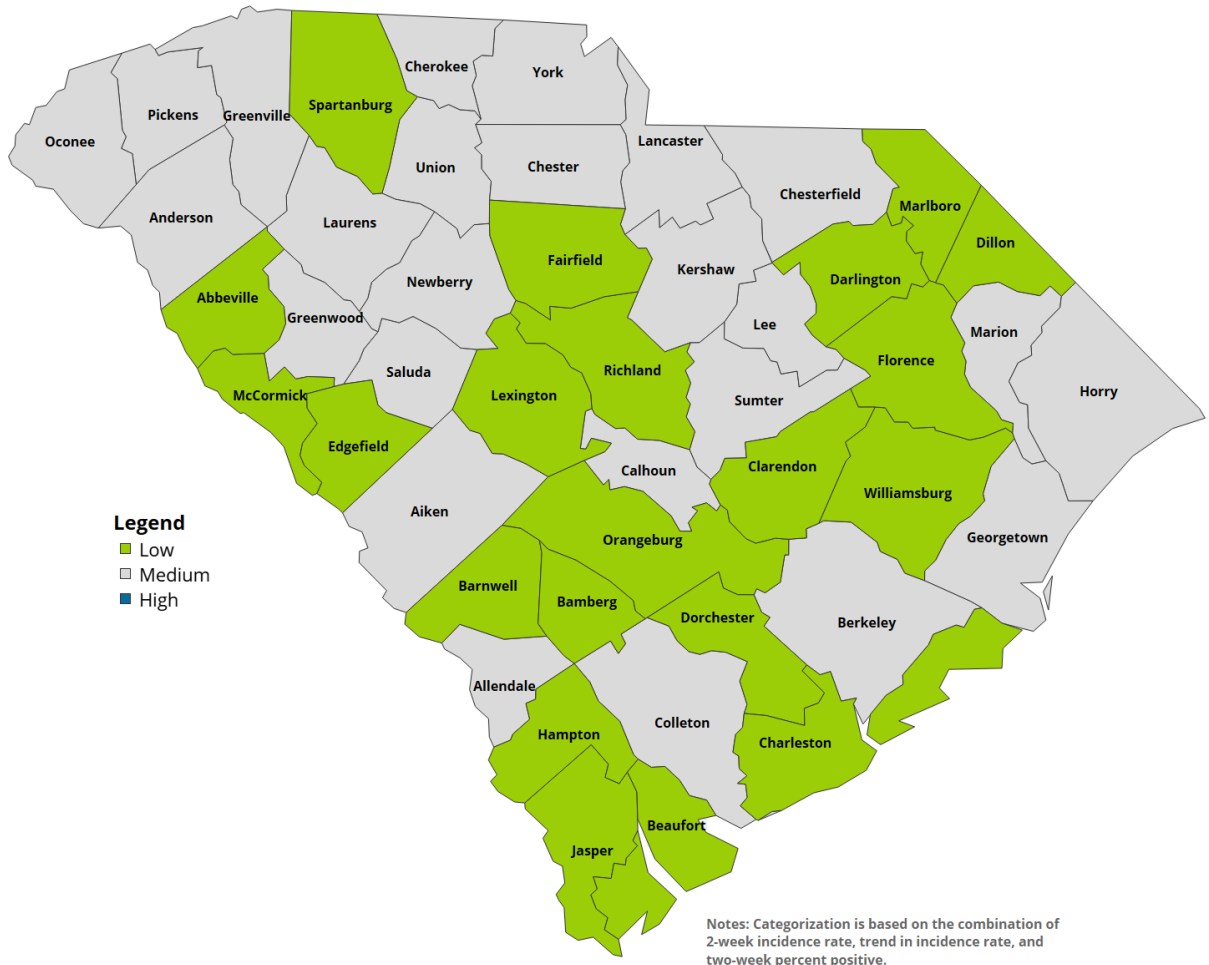 Cherokee
York
Spartanburg
Pickens
Greenville
Oconee
Lancaster
Union
Chester
Chesterfield
Marlboro
Anderson
Laurens
Dillon
Fairfield
Kershaw
Darlington
Newberry
Abbeville
Greenwood
Lee
Marion
Florence
Saluda
Richland
Horry
McCormick
Lexington
Sumter
Edgefield
Clarendon
Calhoun
Williamsburg
Aiken
Legend
Low
Medium
High
Orangeburg
Georgetown
Barnwell
Bamberg
Dorchester
Berkeley
Allendale
Colleton
Hampton
Charleston
Beaufort
Jasper
Notes: Categorization is based on the combination of
2-week incidence rate, trend in incidence rate, and
two-week percent positive.